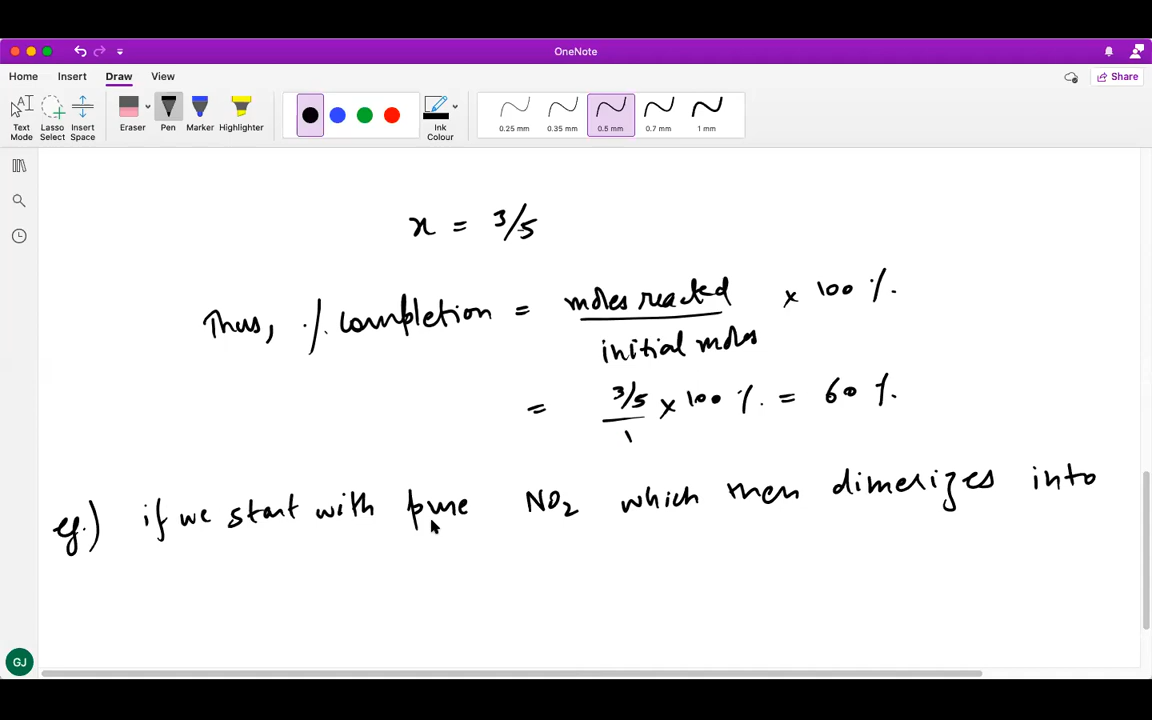 OneNote
Home Insert Draw View
Share
Text Mode
Lasso Select
Insert Space
Eraser
Pen
Marker
Highlighter
Ink Colour
0.25 mm
0.35 mm
0.5 mm
0.7 mm
1 mm
x = 3/5
Thus, % completion = moles reacted / initial moles × 100 %
= 3/5 / 1 × 100 % = 60 %
eg.) if we start with pure NO₂ which then dimerizes into
GJ